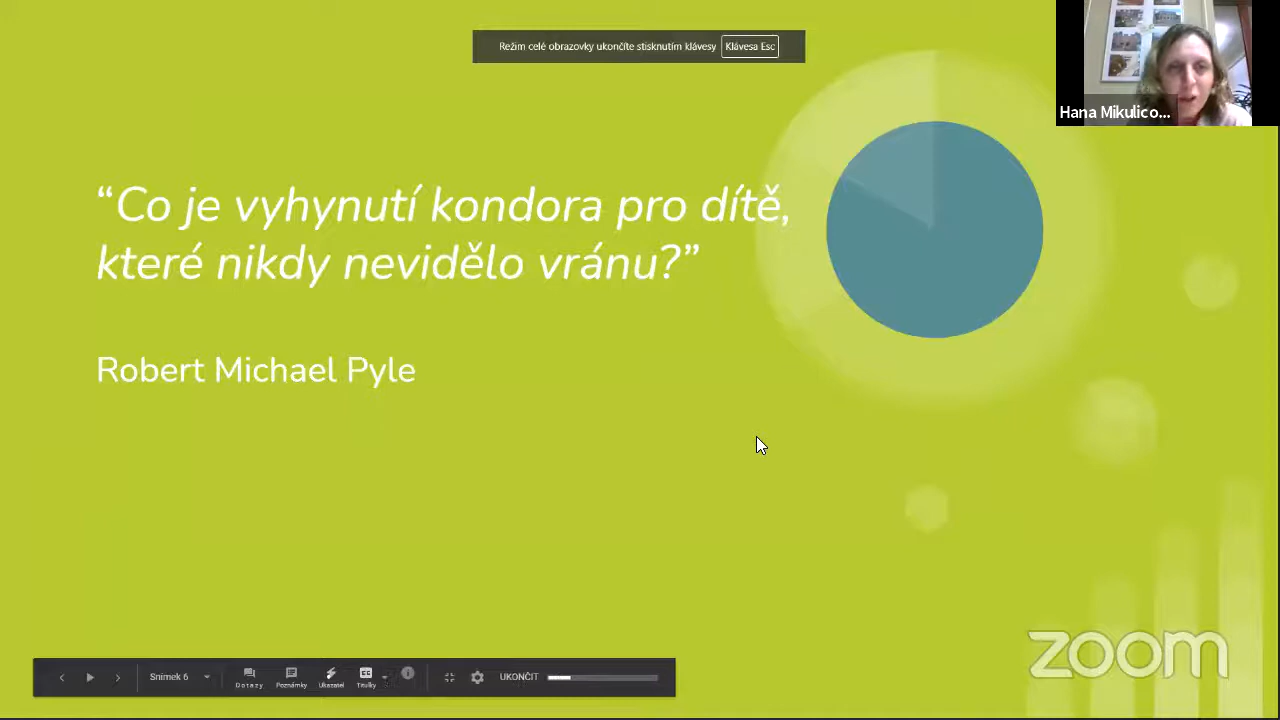 Režim celé obrazovky ukončíte stisknutím klávesy Klávesa Esc
Hana Mikulico...
“Co je vyhynutí kondora pro dítě,
které nikdy nevidělo vránu?”
Robert Michael Pyle
zoom
Snímek 6 Dotazy Poznámky Ukazatel Titulky UKONČIT